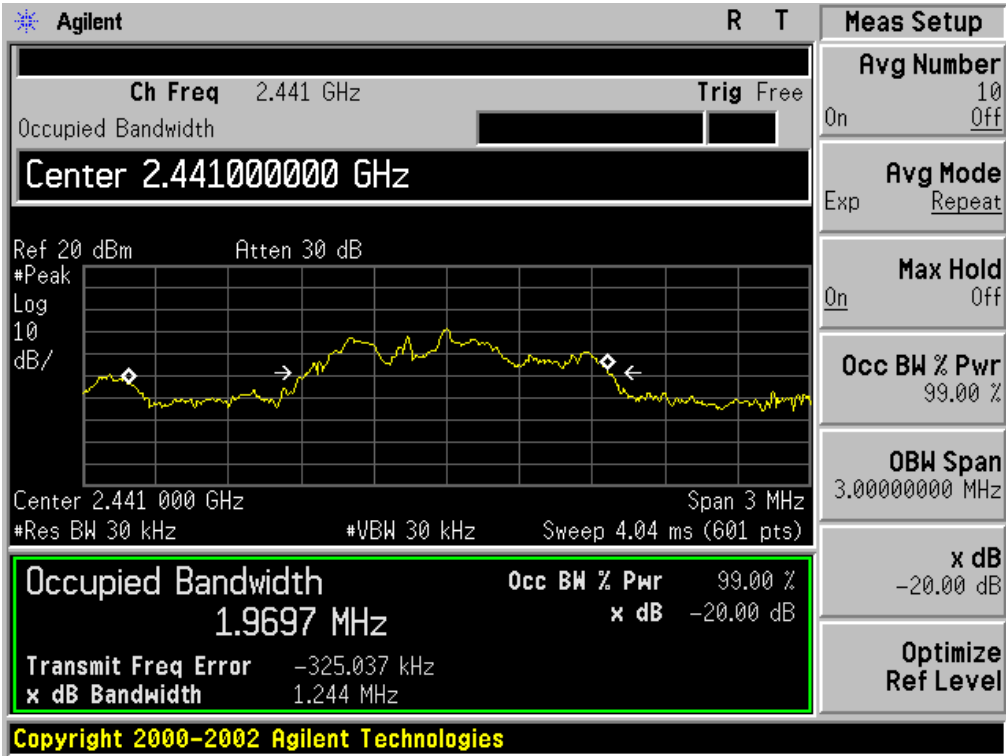 Agilent R T
Meas Setup
Ch Freq 2.441 GHz Trig Free
Occupied Bandwidth
Center 2.441000000 GHz
Ref 20 dBm Atten 30 dB
#Peak
Log
10
dB/
Center 2.441 000 GHz Span 3 MHz
#Res BW 30 kHz #VBW 30 kHz Sweep 4.04 ms (601 pts)
Occupied Bandwidth Occ BW % Pwr 99.00 %
1.9697 MHz x dB -20.00 dB
Transmit Freq Error -325.037 kHz
x dB Bandwidth 1.244 MHz
Avg Number
10
On Off
Avg Mode
Exp Repeat
Max Hold
On Off
Occ BW % Pwr
99.00 %
OBW Span
3.00000000 MHz
x dB
-20.00 dB
Optimize
Ref Level
Copyright 2000-2002 Agilent Technologies